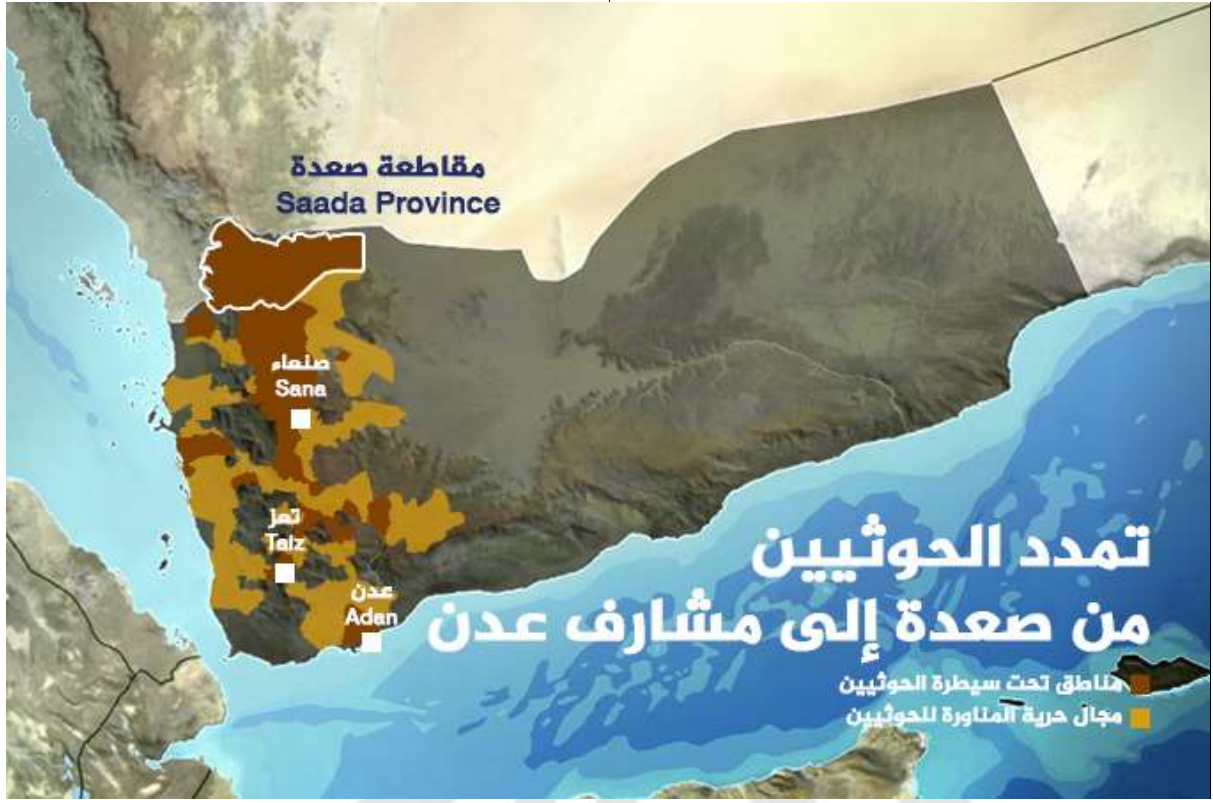 مقاطعة صعدة
Saada Province
صنعاء
Sana
تعز
Taiz
عدن
Adan
تمدد الحوثيين
من صعدة إلى مشارف عدن
مناطق تحت سيطرة الحوثيين
مجال حرية المناورة للحوثيين